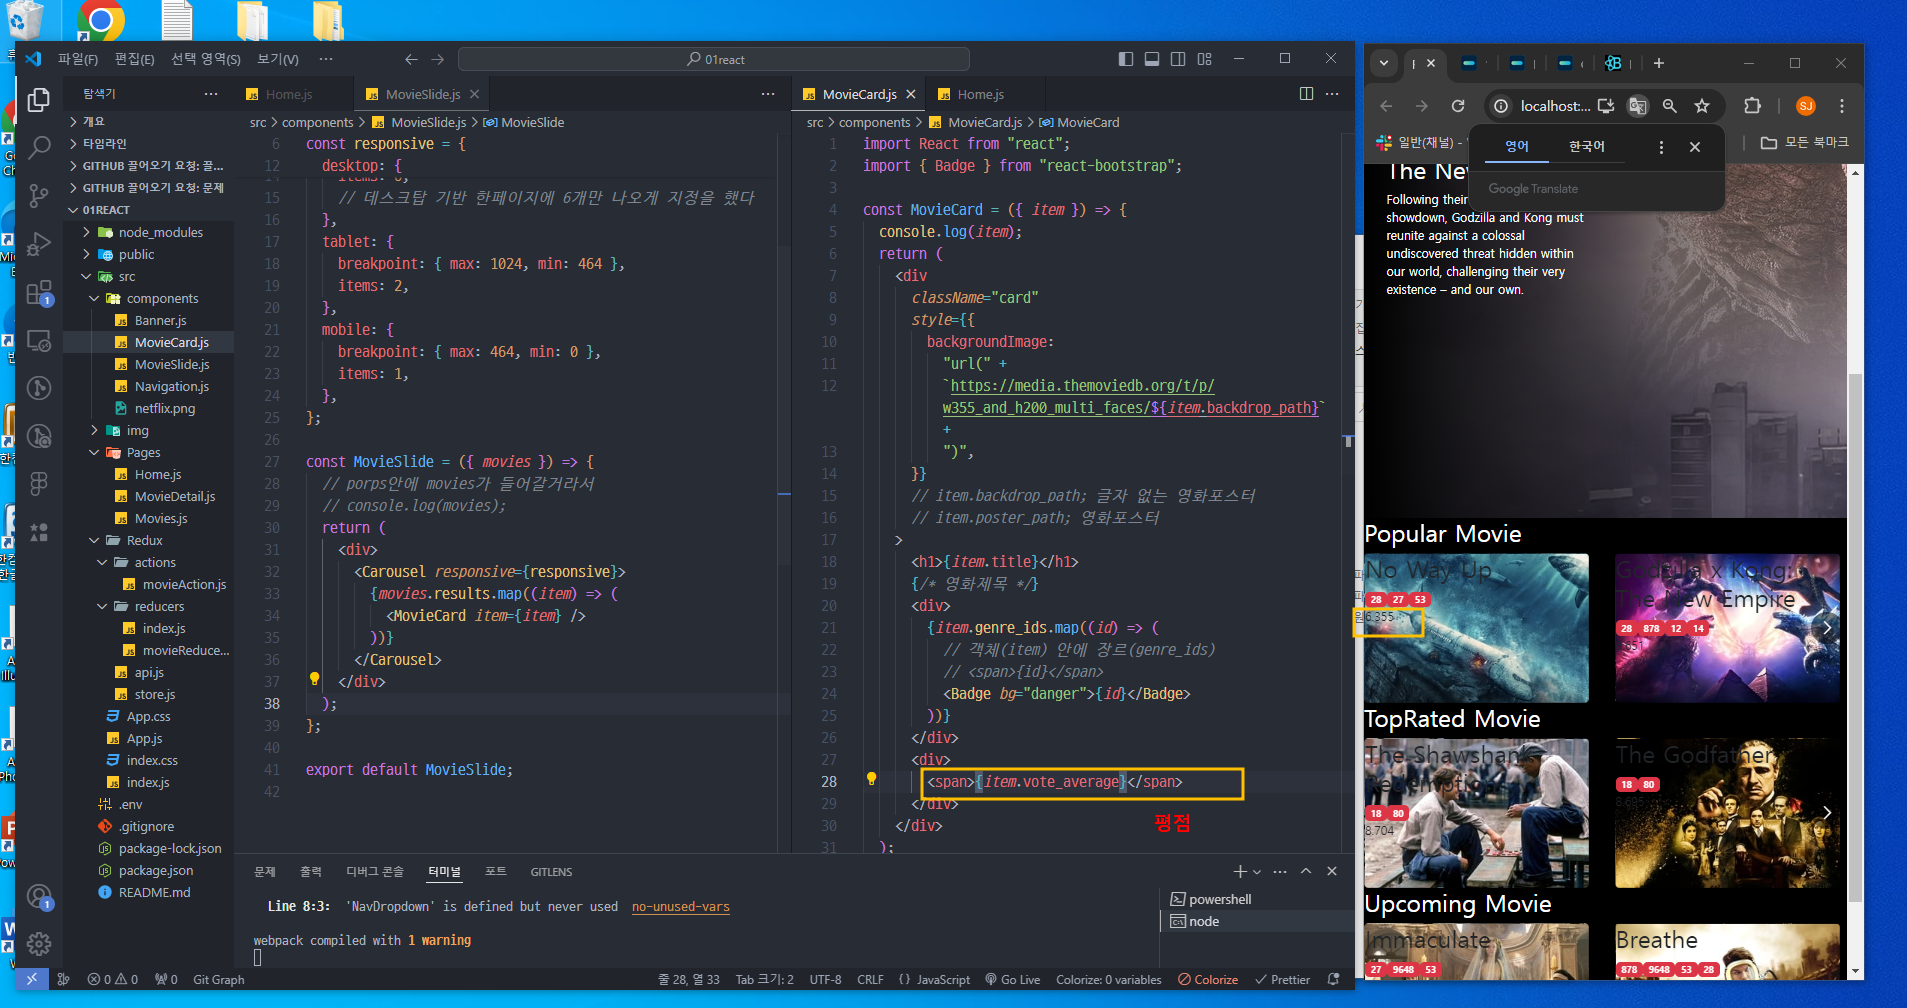 파일(F) 편집(E) 선택 영역(S) 보기(V) ··· 01react
탐색기
개요
타임라인
GITHUB 끌어오기 요청: 끌...
GITHUB 끌어오기 요청: 문제
01REACT
node_modules
public
src
components
Banner.js
MovieCard.js
MovieSlide.js
Navigation.js
netflix.png
img
Pages
Home.js
MovieDetail.js
Movies.js
Redux
actions
movieAction.js
reducers
index.js
movieReduce...
api.js
store.js
App.css
App.js
index.css
index.js
.env
.gitignore
package-lock.json
package.json
README.md
Home.js MovieSlide.js
src > components > MovieSlide.js > MovieSlide
6 const responsive = {
12 desktop: {
15 // 데스크탑 기반 한페이지에 6개만 나오게 지정을 했다
16 },
17 tablet: {
18 breakpoint: { max: 1024, min: 464 },
19 items: 2,
20 },
21 mobile: {
22 breakpoint: { max: 464, min: 0 },
23 items: 1,
24 },
25 };
26
27 const MovieSlide = ({ movies }) => {
28 // porps안에 movies가 들어갈거라서
29 // console.log(movies);
30 return (
31 <div>
32 <Carousel responsive={responsive}>
33 {movies.results.map((item) => (
34 <MovieCard item={item} />
35 ))}
36 </Carousel>
37 </div>
38 );
39 };
40
41 export default MovieSlide;
42
MovieCard.js Home.js
src > components > MovieCard.js > MovieCard
1 import React from "react";
2 import { Badge } from "react-bootstrap";
3
4 const MovieCard = ({ item }) => {
5 console.log(item);
6 return (
7 <div
8 className="card"
9 style={{
10 backgroundImage:
11 "url(" +
12 `https://media.themoviedb.org/t/p/
w355_and_h200_multi_faces/${item.backdrop_path}`
+
13 ")",
14 }}
15 // item.backdrop_path; 글자 없는 영화포스터
16 // item.poster_path; 영화포스터
17 >
18 <h1>{item.title}</h1>
19 {/* 영화제목 */}
20 <div>
21 {item.genre_ids.map((id) => (
22 // 객체(item) 안에 장르(genre_ids)
23 // <span>{id}</span>
24 <Badge bg="danger">{id}</Badge>
25 ))}
26 </div>
27 <div>
28 <span>{item.vote_average}</span>
29 </div>
30 </div>
31 );
평점
문제 출력 디버그 콘솔 터미널 포트 GITLENS
Line 8:3: 'NavDropdown' is defined but never used no-unused-vars
webpack compiled with 1 warning
powershell
node
0 0 0 Git Graph 줄 28, 열 33 Tab 크기: 2 UTF-8 CRLF {} JavaScript Go Live Colorize: 0 variables Colorize Prettier
localhost:... SJ
일반(채널) - 모든 북마크
영어 한국어
Google Translate
The New
Following their
showdown, Godzilla and Kong must
reunite against a colossal
undiscovered threat hidden within
our world, challenging their very
existence – and our own.
Popular Movie
No Way Up
28 27 53
6.355
Godzilla x Kong:
The New Empire
28 878 12 14
TopRated Movie
The Shawshank
Redemption
18 80
8.704
The Godfather
18 80
Upcoming Movie
Immaculate
27 9648 53
Breathe
878 9648 53 28